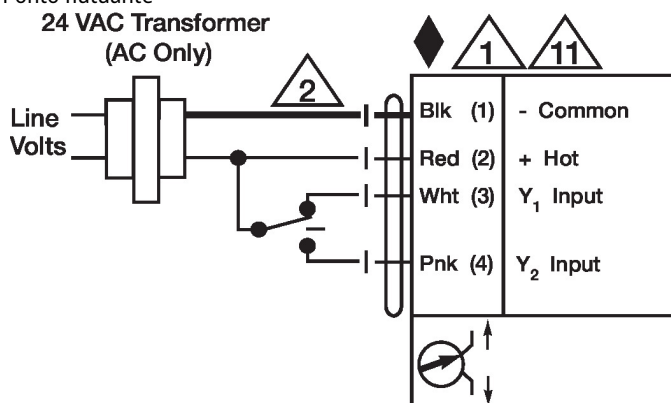 Ponto flutuante
24 VAC Transformer
(AC Only)
Line
Volts
2
1
11
Blk (1) - Common
Red (2) + Hot
Wht (3) Y1 Input
Pnk (4) Y2 Input